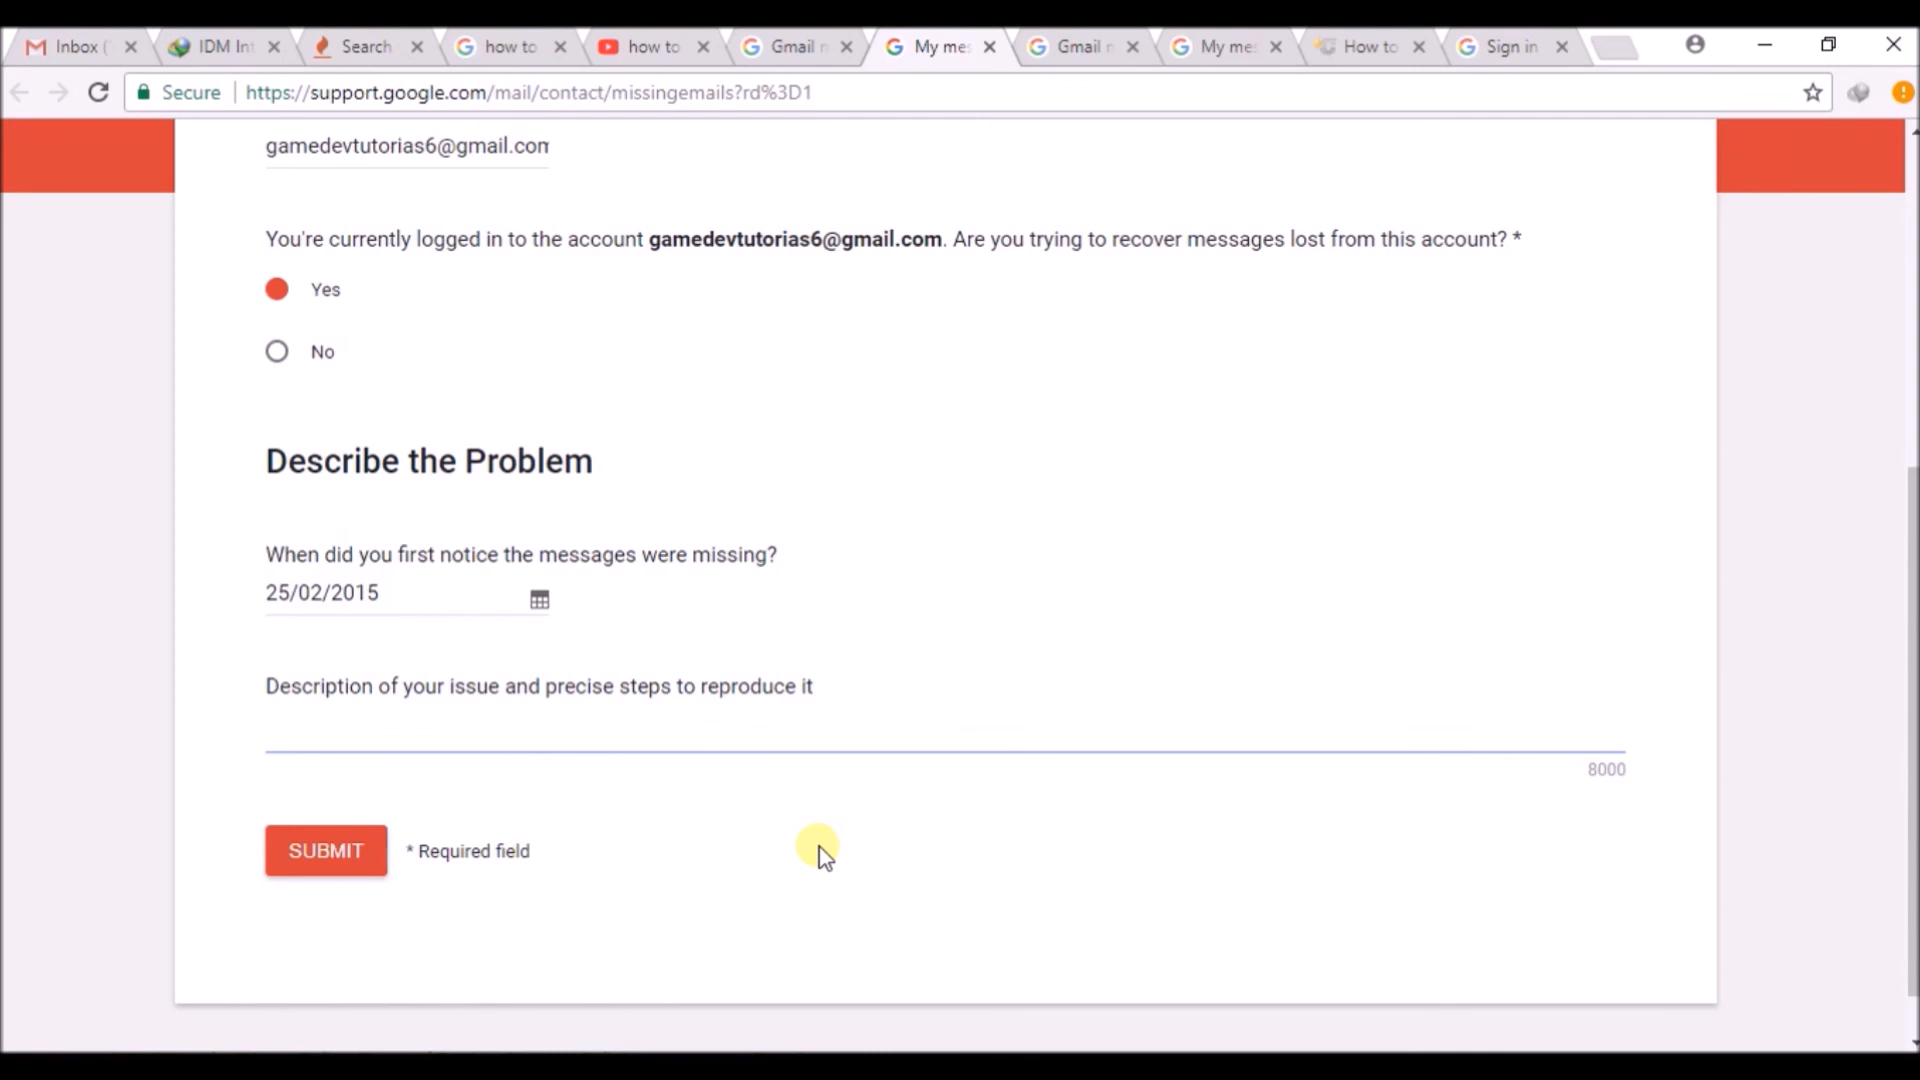 Inbox (
IDM Int
Search
how to
how to
Gmail
My mes
Gmail
My mes
How to
Sign in
Secure
https://support.google.com/mail/contact/missingemails?rd%3D1
gamedevtutorias6@gmail.com
You're currently logged in to the account gamedevtutorias6@gmail.com. Are you trying to recover messages lost from this account? *
Yes
No
Describe the Problem
When did you first notice the messages were missing?
25/02/2015
Description of your issue and precise steps to reproduce it
8000
SUBMIT
* Required field